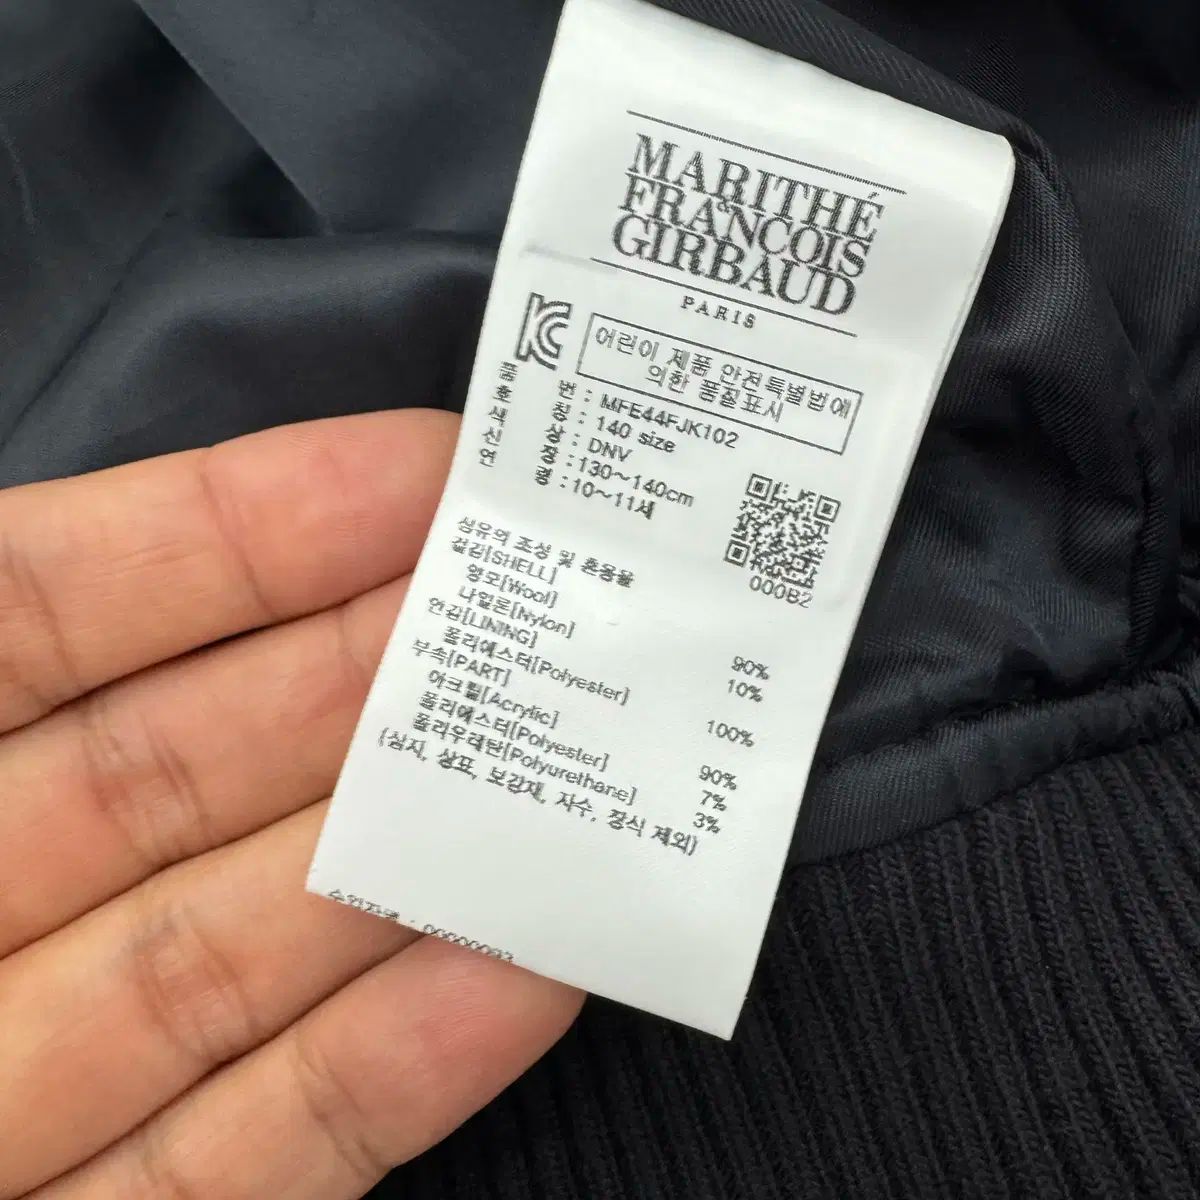 MARITHÉ
&
FRANCOIS
GIRBAUD
PARIS
KC
어린이 제품 안전특별법에
의한 품질표시
품 번 : MFE44FJK102
호 칭 : 140 size
색 상 : DNV
신 장 : 130~140cm
연 령 : 10~11세
000B2
섬유의 조성 및 혼용율
겉감[SHELL]
양모[Wool] 90%
나일론[Nylon] 10%
안감[LINING]
폴리에스터[Polyester] 100%
부속[PART]
아크릴[Acrylic] 90%
폴리에스터[Polyester] 7%
폴리우레탄[Polyurethane] 3%
(심지, 상표, 보강재, 자수, 장식 제외)